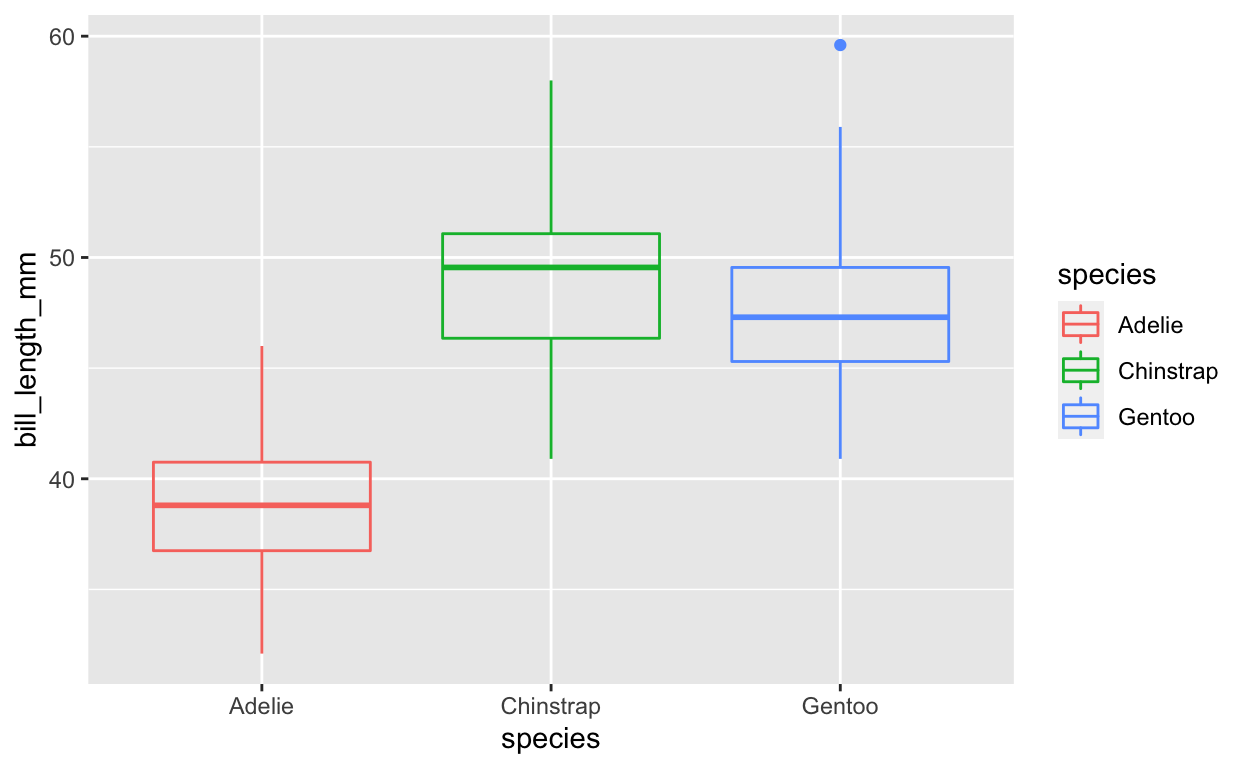 60
50
40
bill_length_mm
Adelie
Chinstrap
Gentoo
species
species
Adelie
Chinstrap
Gentoo